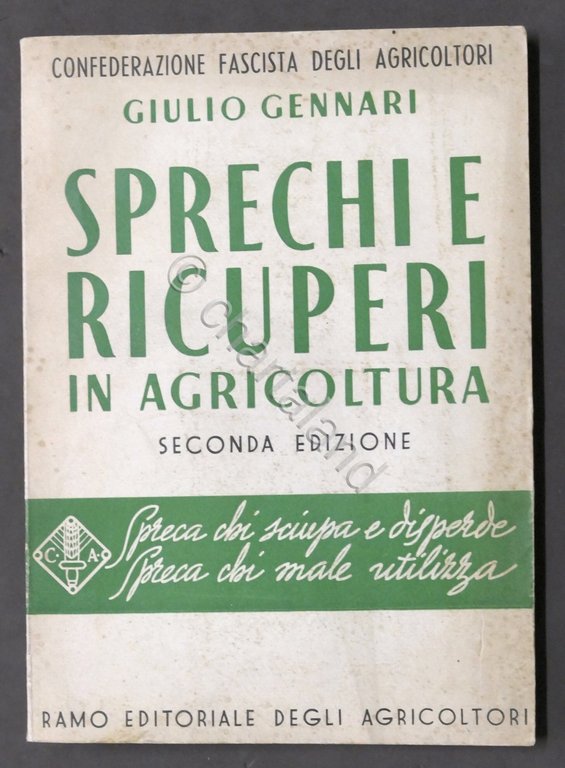 CONFEDERAZIONE FASCISTA DEGLI AGRICOLTORI
GIULIO GENNARI
SPRECHI E
RICUPERI
IN AGRICOLTURA
SECONDA EDIZIONE
C. A.
Spreca chi sciupa e disperde
Spreca chi male utilizza
RAMO EDITORIALE DEGLI AGRICOLTORI
© chartaland